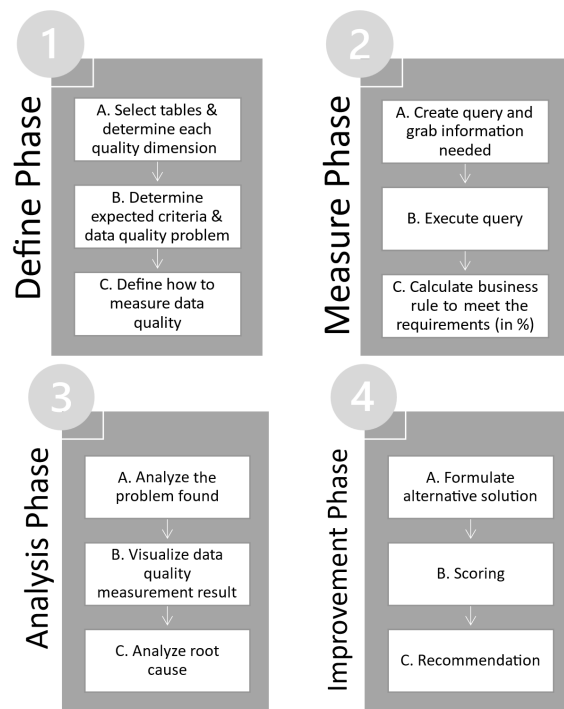 1
Define Phase
A. Select tables &
determine each
quality dimension
B. Determine
expected criteria &
data quality problem
C. Define how to
measure data
quality
2
Measure Phase
A. Create query and
grab information
needed
B. Execute query
C. Calculate business
rule to meet the
requirements (in %)
3
Analysis Phase
A. Analyze the
problem found
B. Visualize data
quality
measurement result
C. Analyze root
cause
4
Improvement Phase
A. Formulate
alternative solution
B. Scoring
C. Recommendation